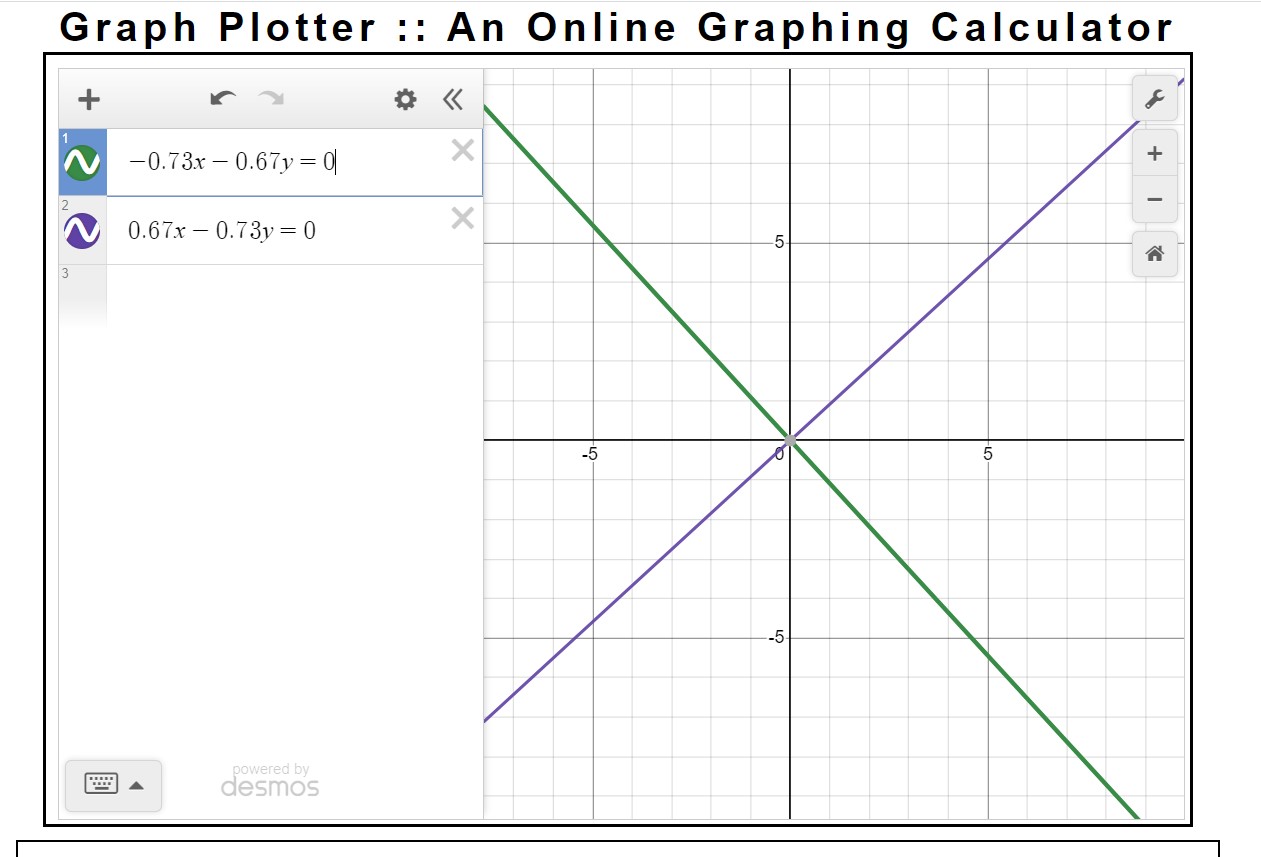 Graph Plotter :: An Online Graphing Calculator
1
−0.73x − 0.67y = 0
2
0.67x − 0.73y = 0
3
powered by
desmos
5
-5
0
5
-5